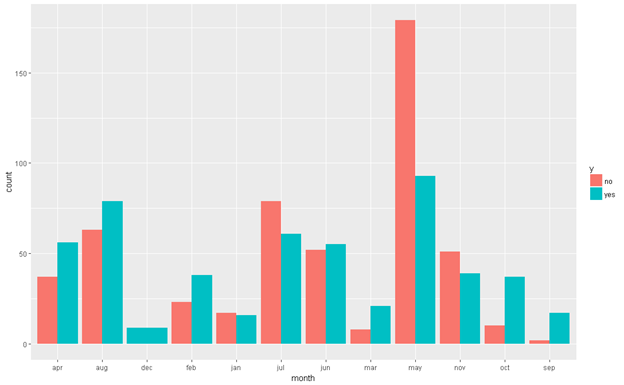 150
100
50
0
count
apr aug dec feb jan jul jun mar may nov oct sep
month
y
no
yes